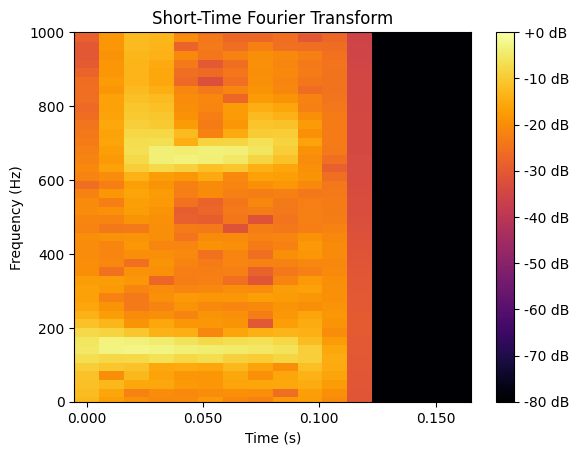 Short-Time Fourier Transform
1000
800
600
400
200
0
Frequency (Hz)
0.000
0.050
0.100
0.150
Time (s)
+0 dB
-10 dB
-20 dB
-30 dB
-40 dB
-50 dB
-60 dB
-70 dB
-80 dB